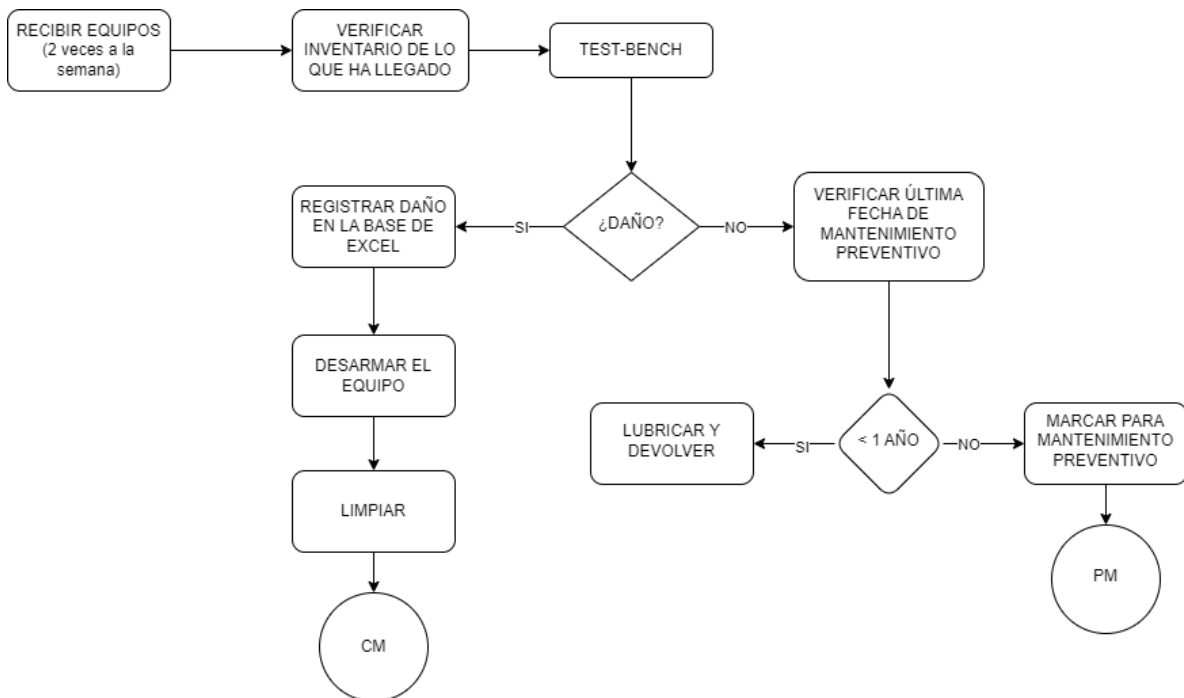 RECIBIR EQUIPOS
(2 veces a la
semana)
VERIFICAR
INVENTARIO DE LO
QUE HA LLEGADO
TEST-BENCH
REGISTRAR DAÑO
EN LA BASE DE
EXCEL
SI
¿DAÑO?
NO
VERIFICAR ÚLTIMA
FECHA DE
MANTENIMIENTO
PREVENTIVO
DESARMAR EL
EQUIPO
LUBRICAR Y
DEVOLVER
SI
< 1 AÑO
NO
MARCAR PARA
MANTENIMIENTO
PREVENTIVO
LIMPIAR
PM
CM